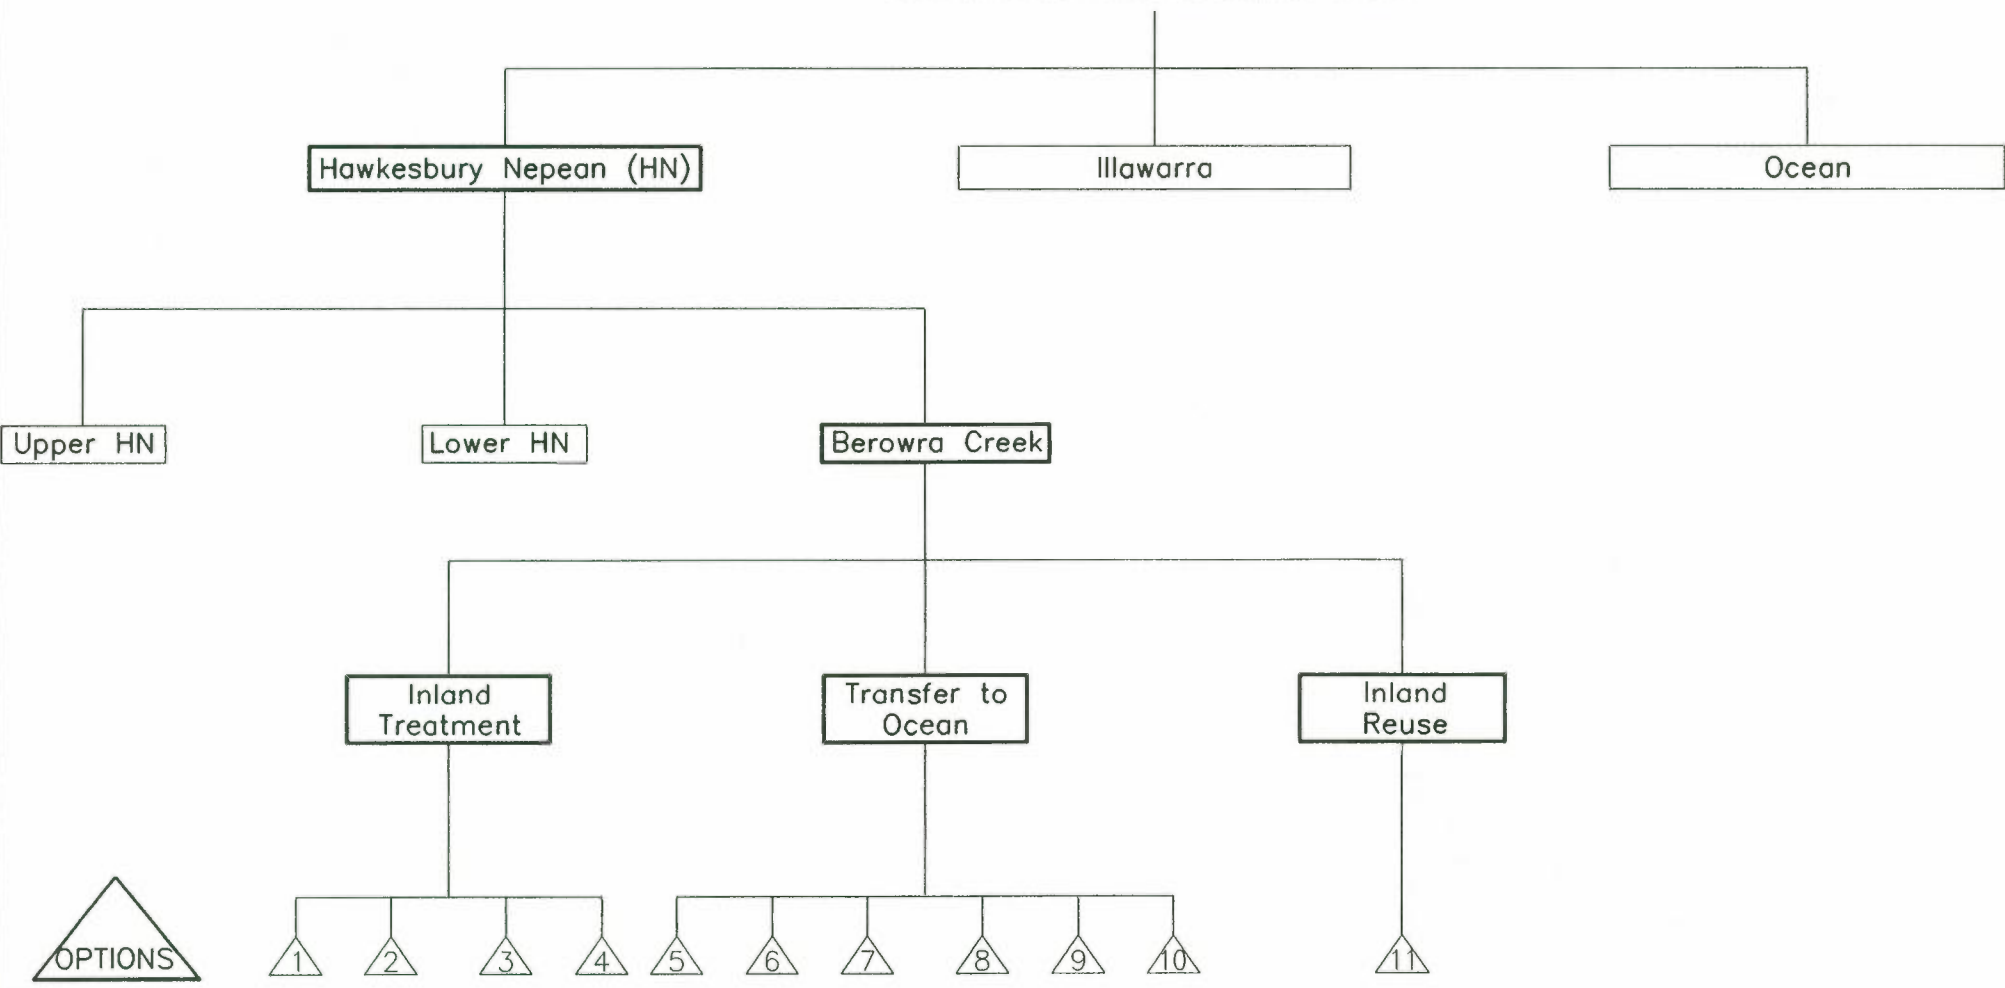 Hawkesbury Nepean (HN)
Illawarra
Ocean
Upper HN
Lower HN
Berowra Creek
Inland
Treatment
Transfer to
Ocean
Inland
Reuse
OPTIONS
1
2
3
4
5
6
7
8
9
10
11